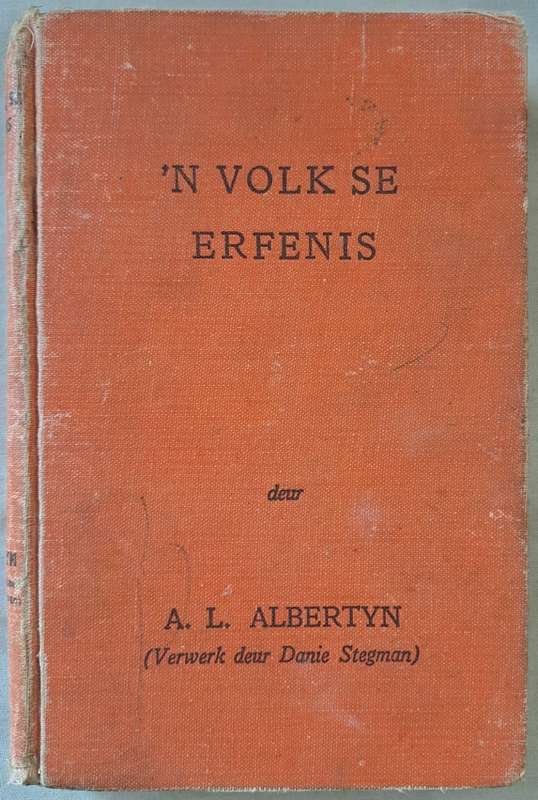 'N VOLK SE
ERFENIS
deur
A. L. ALBERTYN
(Verwerk deur Danie Stegman)